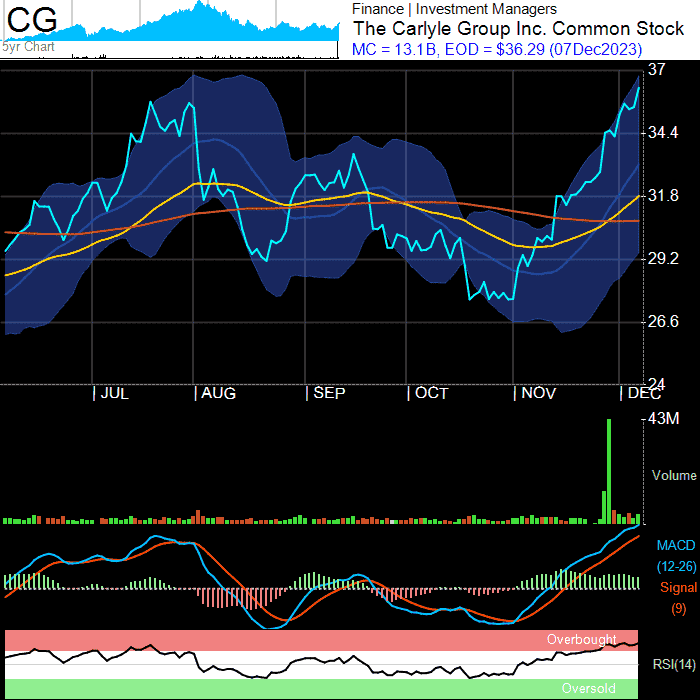 CG
5yr Chart
Finance | Investment Managers
The Carlyle Group Inc. Common Stock
MC = 13.1B, EOD = $36.29 (07Dec2023)
37
34.4
31.8
29.2
26.6
24
JUL
AUG
SEP
OCT
NOV
DEC
43M
Volume
MACD
(12-26)
Signal
(9)
Overbought
RSI(14)
Oversold